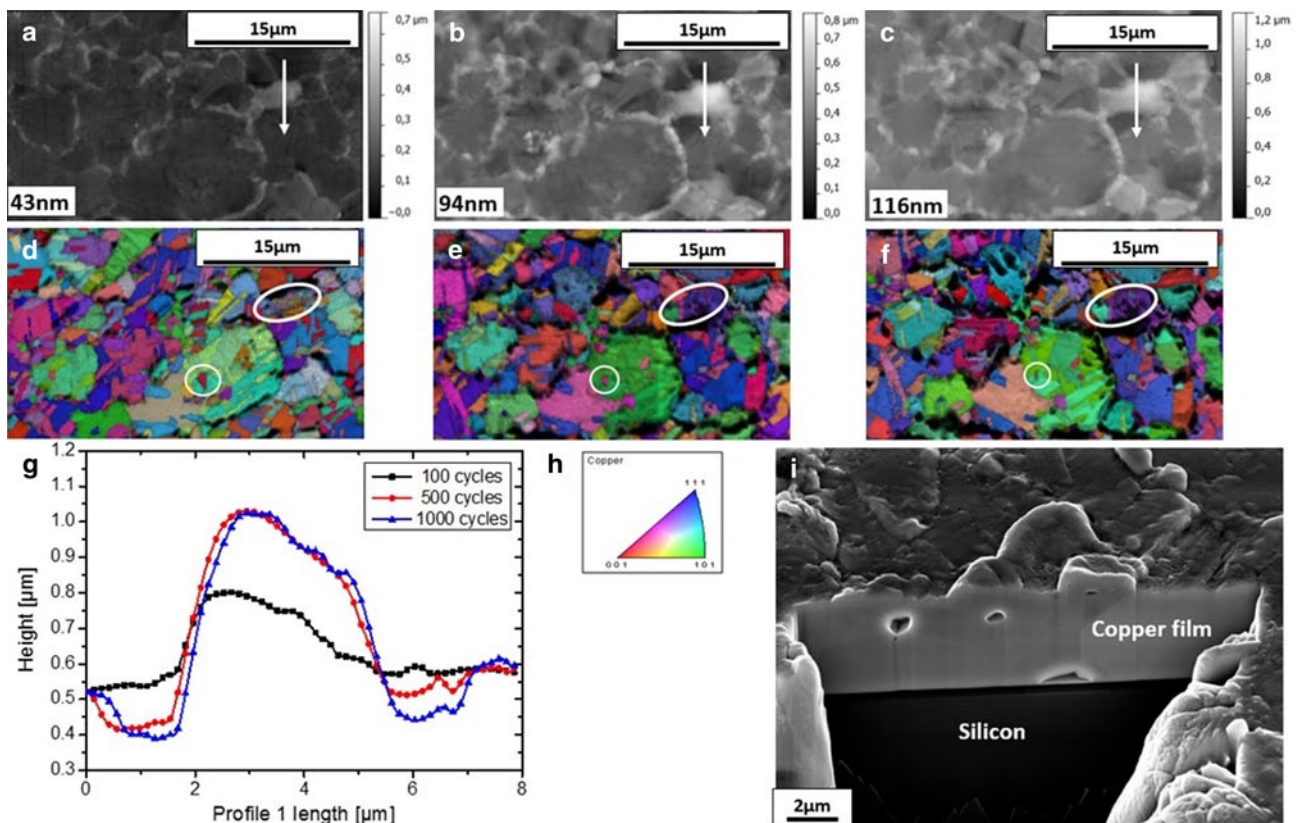 a
15μm
43nm
0,7 μm
0,6
0,5
0,4
0,3
0,2
0,1
−0,0
b
15μm
94nm
0,8 μm
0,7
0,6
0,5
0,4
0,3
0,2
0,1
0,0
c
15μm
116nm
1,2 μm
1,0
0,8
0,6
0,4
0,2
0,0
d
15μm
e
15μm
f
15μm
g
1.2
1.1
1.0
0.9
0.8
0.7
0.6
0.5
0.4
0.3
Height [μm]
100 cycles
500 cycles
1000 cycles
0
2
4
6
8
Profile 1 length [μm]
h
Copper
111
001
101
i
Copper film
Silicon
2μm